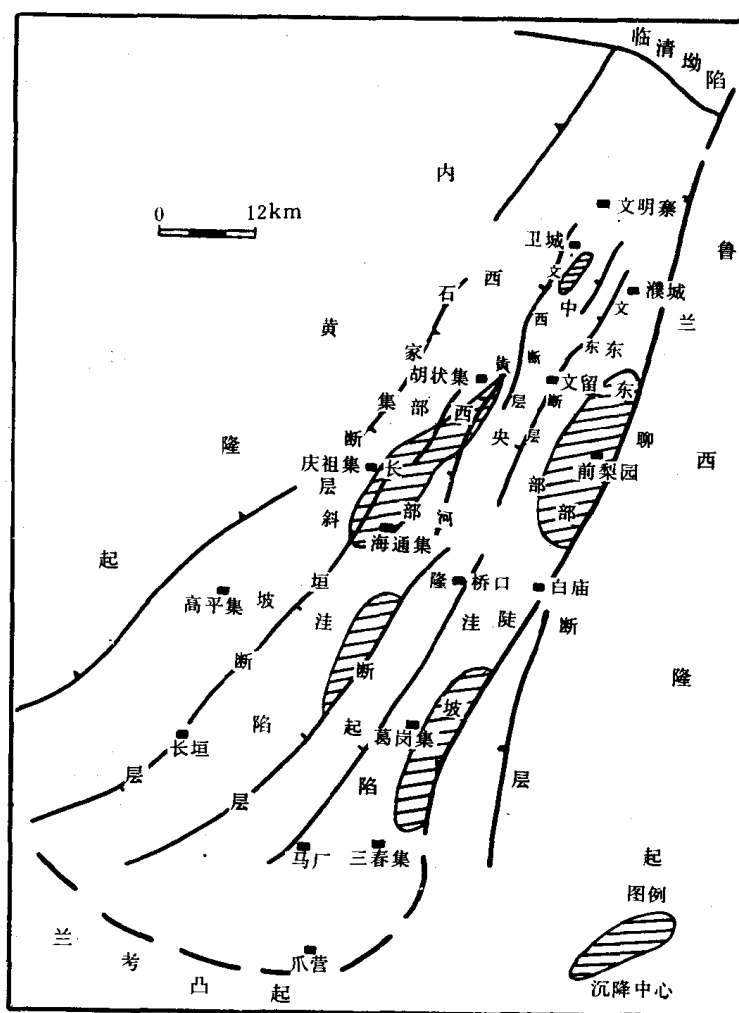 临清坳陷
0 12km
文明寨
卫城
濮城
内黄隆起
鲁西隆起
兰聊断层
石家集断层
长垣断层
黄河断层
文西断层
文东断层
西部斜坡
西部洼陷
中央隆起
东部洼陷
东部陡坡
胡状集
文留
庆祖集
前梨园
海通集
桥口
白庙
高平集
长垣
葛岗集
马厂
三春集
爪营
兰考凸起
图例
沉降中心